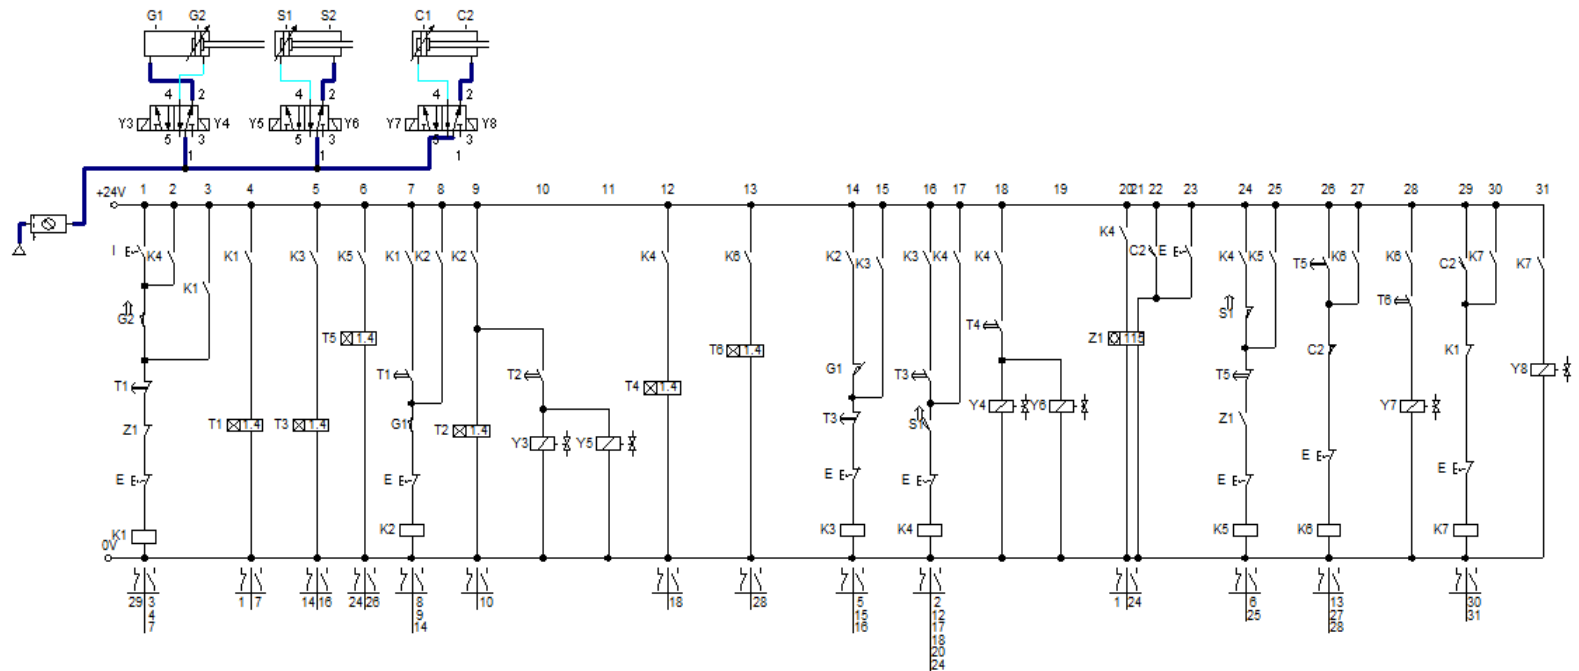 G1 G2 S1 S2 C1 C2
4 2 4 2 4 2
Y3 Y4 Y5 Y6 Y7 Y8
5 3 5 3 5 3
1 1 1
+24V 1 2 3 4 5 6 7 8 9 10 11 12 13 14 15 16 17 18 19 20 21 22 23 24 25 26 27 28 29 30 31
I K4 K1 K3 K5 K1 K2 K2 K4 K6 K2 K3 K3 K4 K4 K4 C2 E K4 K5 T5 K6 K6 C2 K7 K7
K1
G2 T5 1.4 T6 1.4 T4 Z1 115 S1 C2 T6 K1
T1 T1 T2 T4 1.4 G1 T3 Y4 Y6 T5 Y7 Y8
Z1 T1 1.4 T3 1.4 G1 T2 1.4 Y3 Y5 T3 S1 Z1
E E E E E E E
K1 K2 K3 K4 K5 K6 K7
0V
29 3 1 7 14 16 24 26 8 10 18 28 5 2 1 24 6 13 30
4 9 15 12 25 27 31
7 14 16 17 28
18
20
24